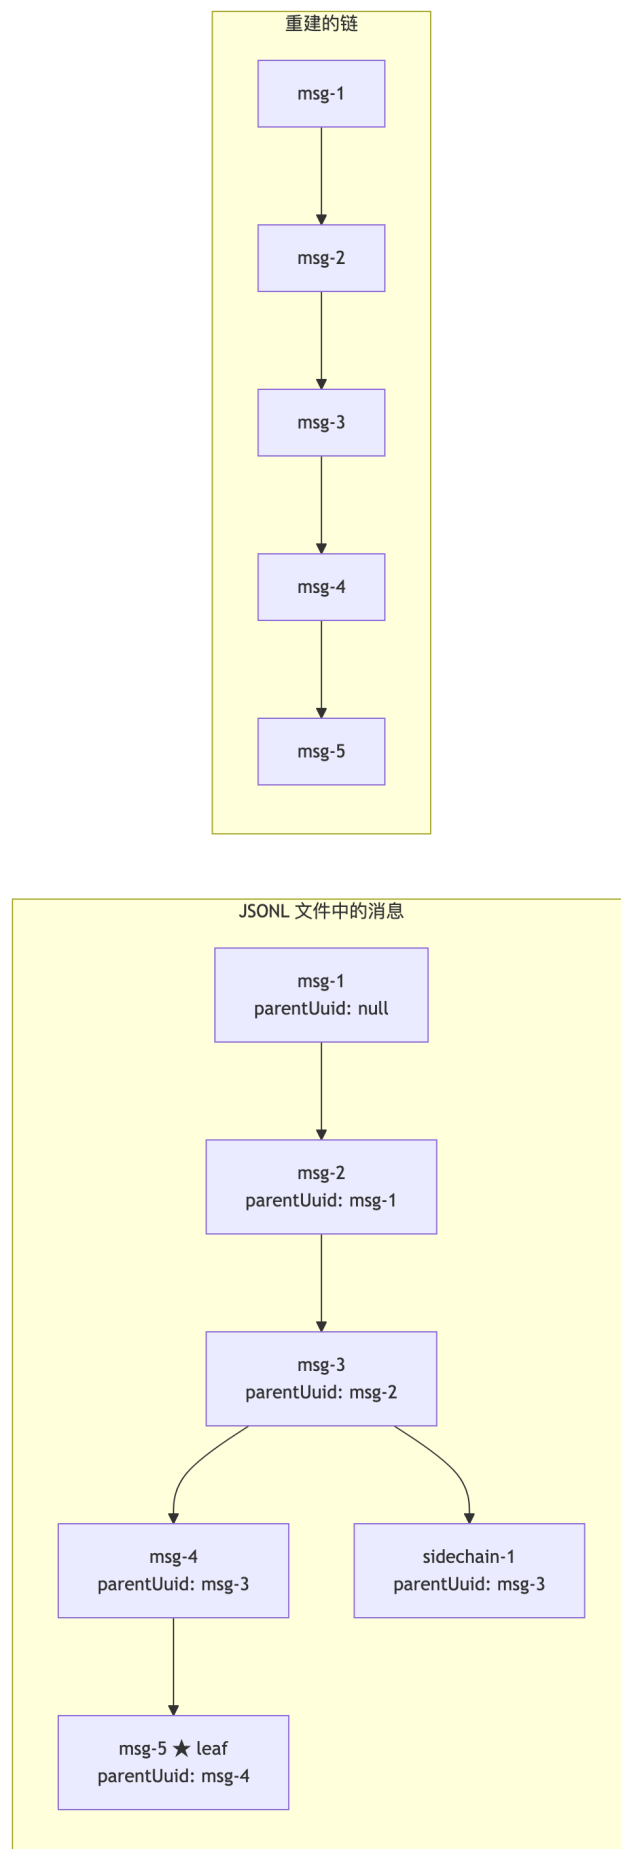 重建的链
msg-1
msg-2
msg-3
msg-4
msg-5
JSONL 文件中的消息
msg-1
parentUuid: null
msg-2
parentUuid: msg-1
msg-3
parentUuid: msg-2
msg-4
parentUuid: msg-3
sidechain-1
parentUuid: msg-3
msg-5 ★ leaf
parentUuid: msg-4